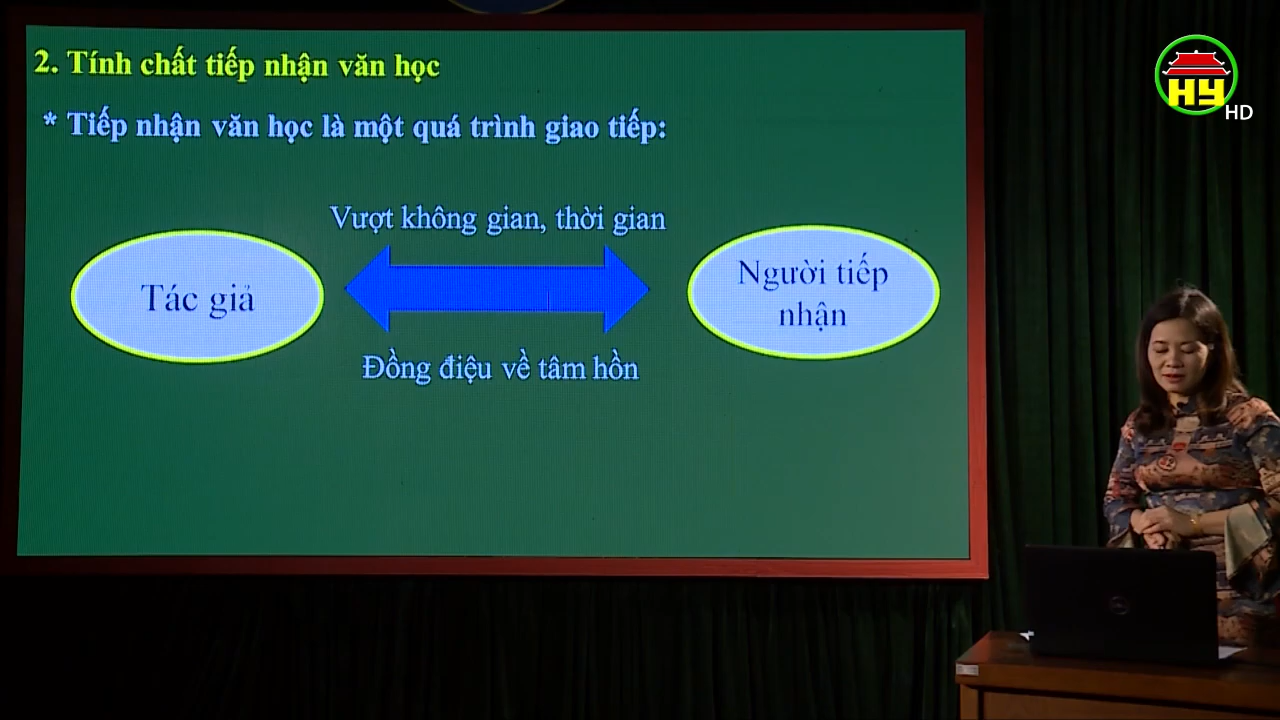 2. Tính chất tiếp nhận văn học
* Tiếp nhận văn học là một quá trình giao tiếp:
Vượt không gian, thời gian
Tác giả
Người tiếp
nhận
Đồng điệu về tâm hồn
HY
HD